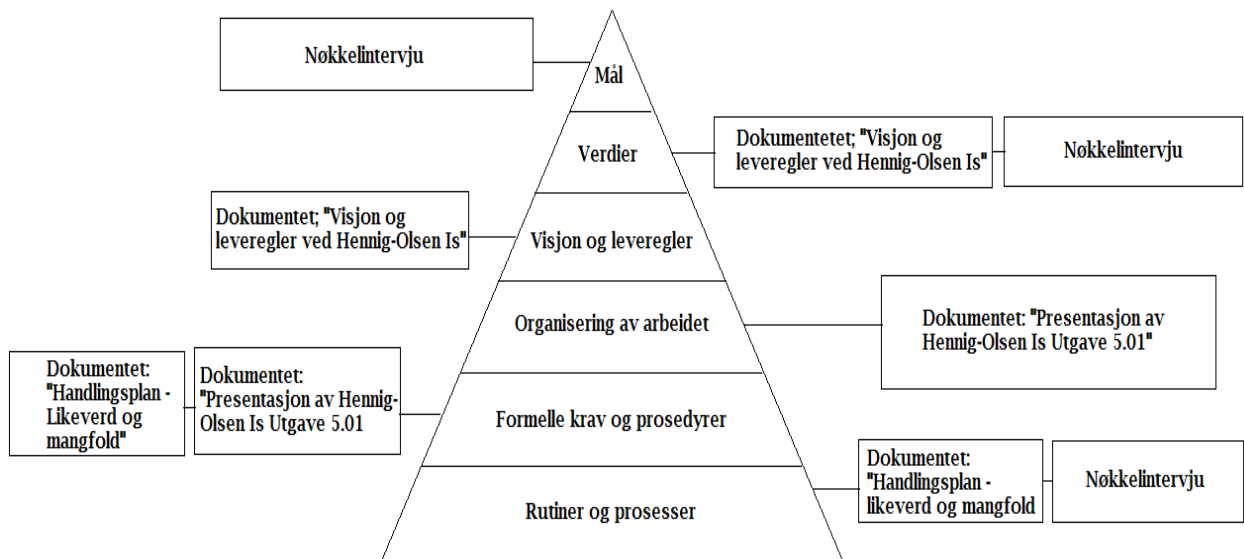 Nøkkelintervju
Mål
Verdier
Dokumentetet; "Visjon og
leveregler ved Hennig-Olsen Is"
Nøkkelintervju
Dokumentet; "Visjon og
leveregler ved Hennig-Olsen Is"
Visjon og leveregler
Organisering av arbeidet
Dokumentet: "Presentasjon av
Hennig-Olsen Is Utgave 5.01"
Dokumentet:
"Handlingsplan -
Likeverd og
mangfold"
Dokumentet:
"Presentasjon av Hennig-
Olsen Is Utgave 5.01
Formelle krav og prosedyrer
Rutiner og prosesser
Dokumentet:
"Handlingsplan -
likeverd og mangfold
Nøkkelintervju